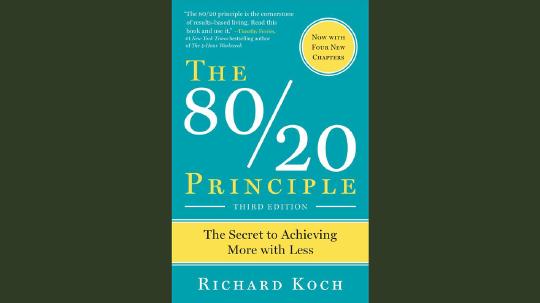 "The 80/20 principle is the cornerstone
of results-based living. Read this
book and use it." —Timothy Ferriss,
#1 New York Times bestselling author
of The 4-Hour Workweek
Now with
Four New
Chapters
The
80/20
Principle
THIRD EDITION
The Secret to Achieving
More with Less
Richard Koch